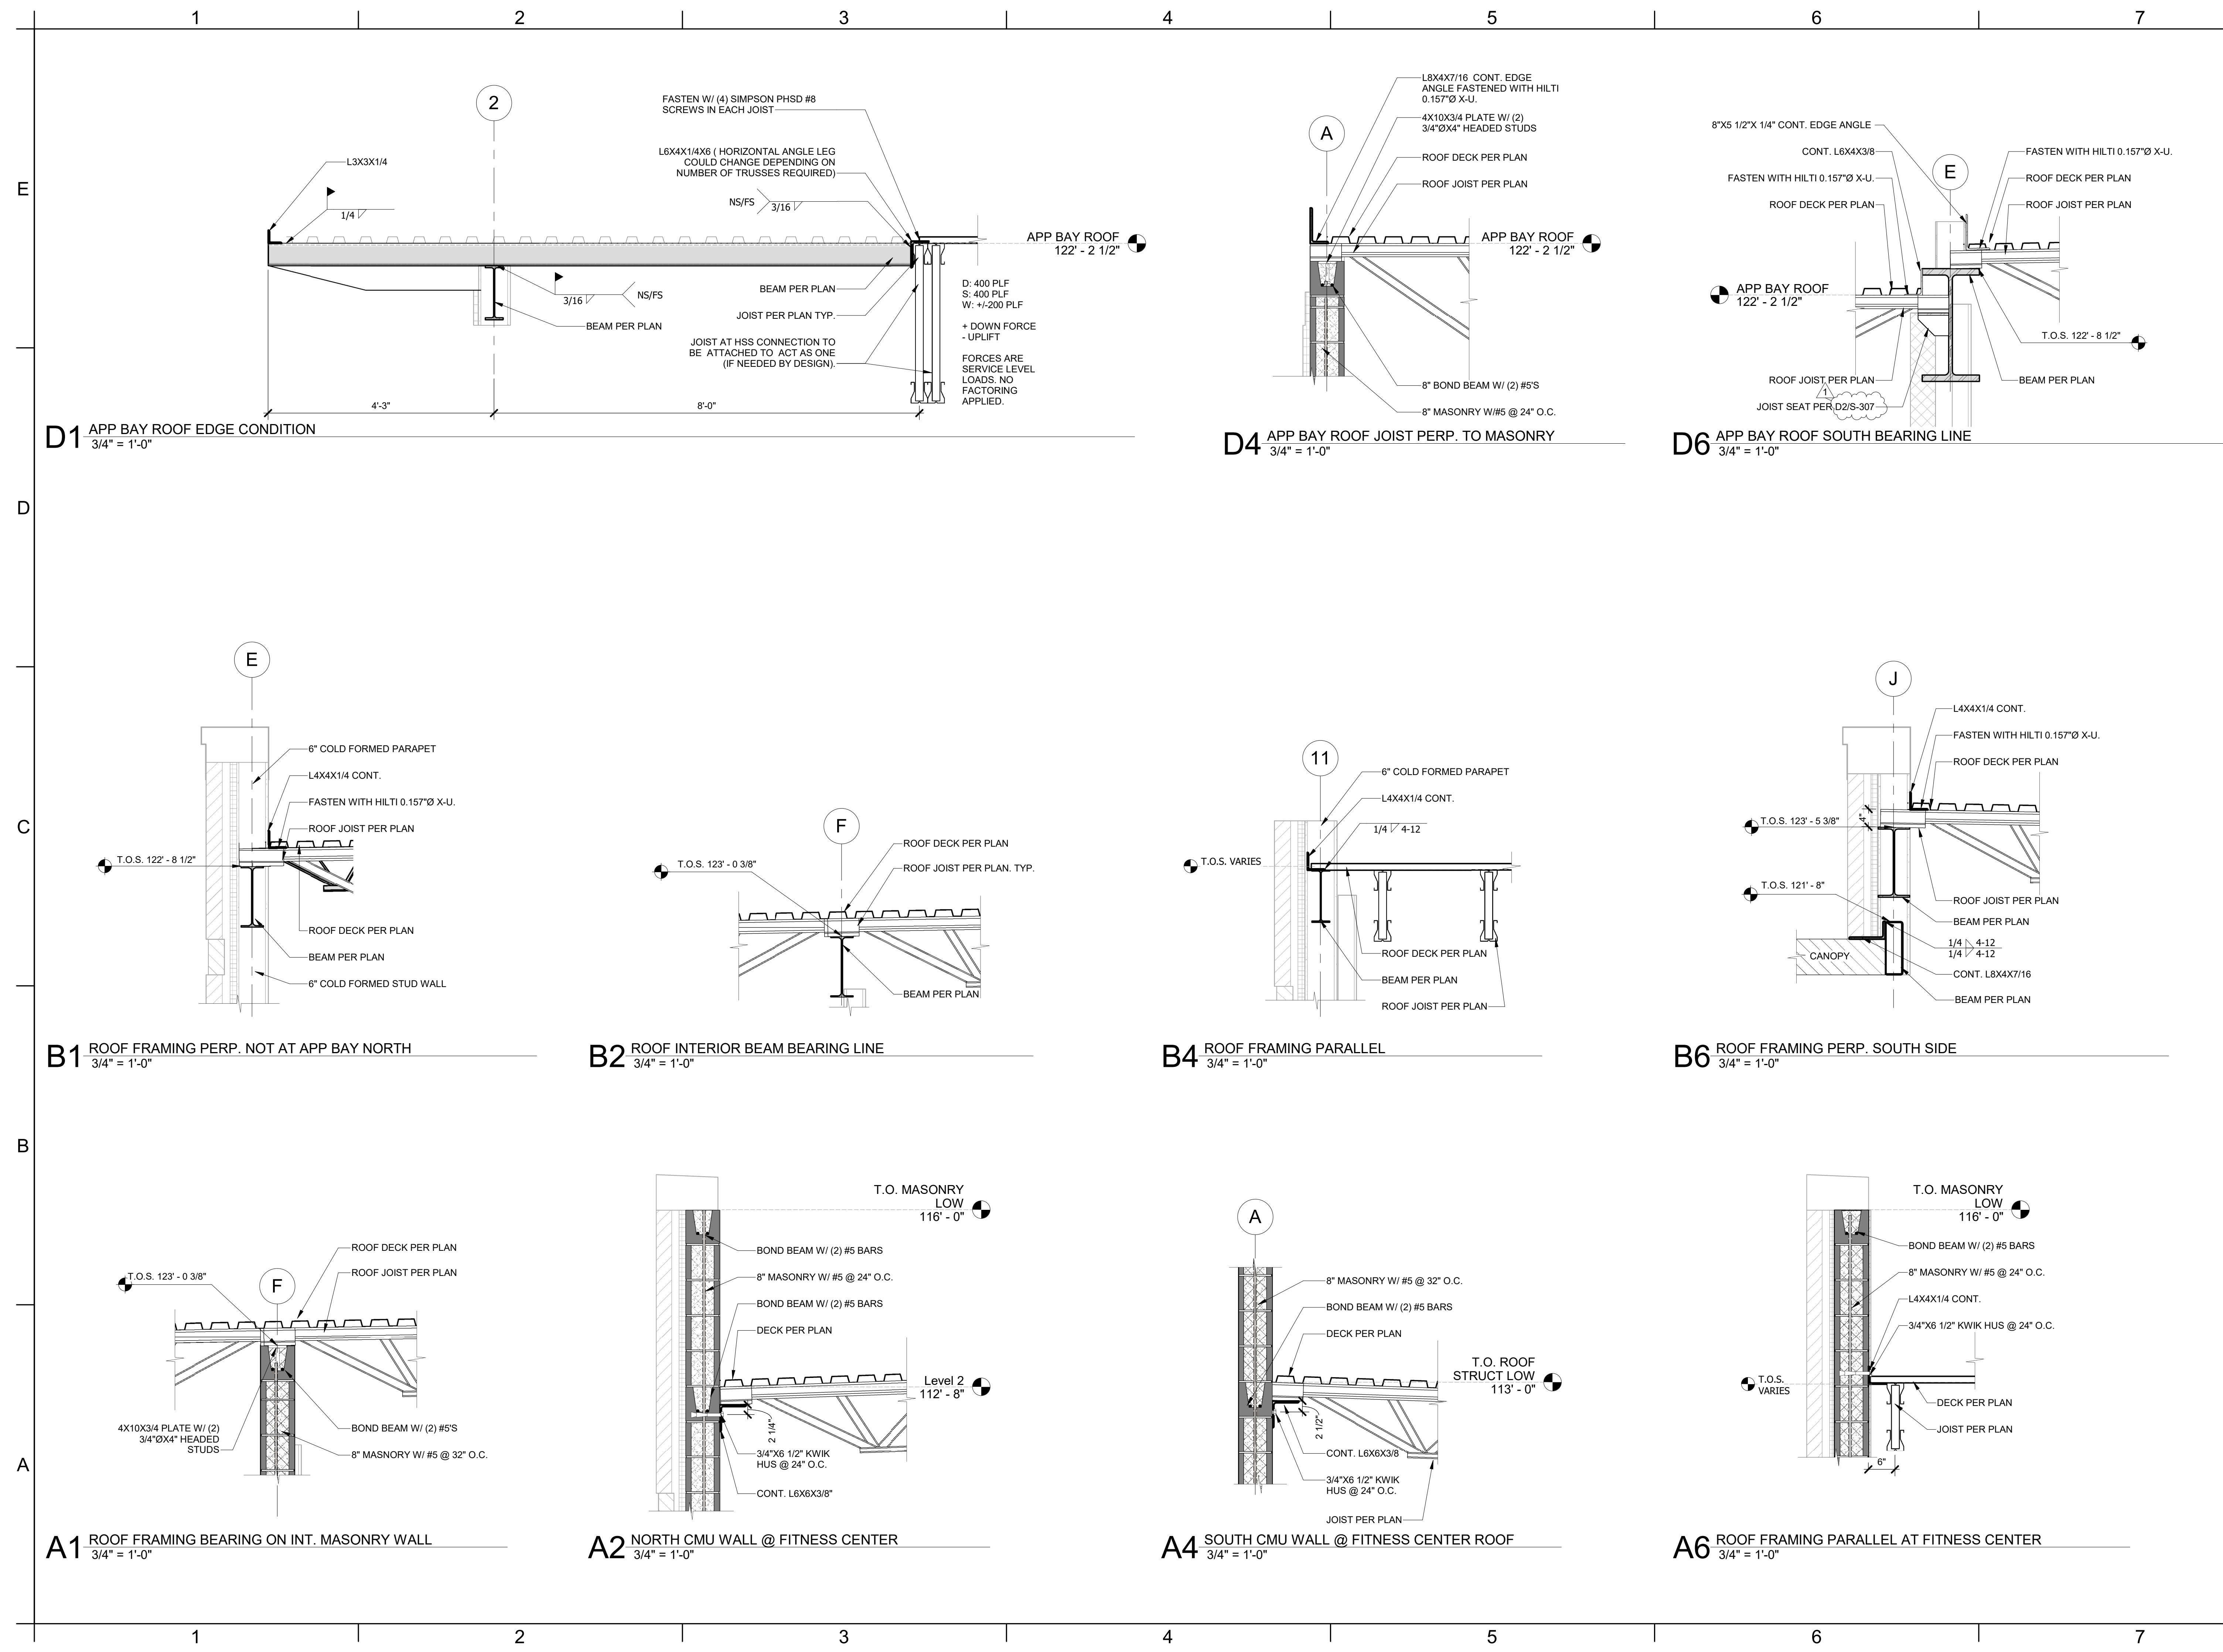 1 2 3 4 5 6 7
E
D
C
B
A
2
L3X3X1/4
1/4
FASTEN W/ (4) SIMPSON PHSD #8
SCREWS IN EACH JOIST
L6X4X1/4X6 ( HORIZONTAL ANGLE LEG
COULD CHANGE DEPENDING ON
NUMBER OF TRUSSES REQUIRED)
NS/FS
3/16
APP BAY ROOF
122' - 2 1/2"
BEAM PER PLAN
3/16
NS/FS
BEAM PER PLAN
JOIST PER PLAN TYP.
JOIST AT HSS CONNECTION TO
BE ATTACHED TO ACT AS ONE
(IF NEEDED BY DESIGN).
D: 400 PLF
S: 400 PLF
W: +/-200 PLF
+ DOWN FORCE
- UPLIFT
FORCES ARE
SERVICE LEVEL
LOADS. NO
FACTORING
APPLIED.
4'-3"
8'-0"
D1
APP BAY ROOF EDGE CONDITION
3/4" = 1'-0"
A
L8X4X7/16 CONT. EDGE
ANGLE FASTENED WITH HILTI
0.157"Ø X-U.
4X10X3/4 PLATE W/ (2)
3/4"ØX4" HEADED STUDS
ROOF DECK PER PLAN
ROOF JOIST PER PLAN
APP BAY ROOF
122' - 2 1/2"
8" BOND BEAM W/ (2) #5'S
8" MASONRY W/#5 @ 24" O.C.
D4
APP BAY ROOF JOIST PERP. TO MASONRY
3/4" = 1'-0"
8"X5 1/2"X 1/4" CONT. EDGE ANGLE
CONT. L6X4X3/8
FASTEN WITH HILTI 0.157"Ø X-U.
ROOF DECK PER PLAN
E
FASTEN WITH HILTI 0.157"Ø X-U.
ROOF DECK PER PLAN
ROOF JOIST PER PLAN
APP BAY ROOF
122' - 2 1/2"
T.O.S. 122' - 8 1/2"
ROOF JOIST PER PLAN
BEAM PER PLAN
1
JOIST SEAT PER D2/S-307
D6
APP BAY ROOF SOUTH BEARING LINE
3/4" = 1'-0"
E
6" COLD FORMED PARAPET
L4X4X1/4 CONT.
FASTEN WITH HILTI 0.157"Ø X-U.
ROOF JOIST PER PLAN
T.O.S. 122' - 8 1/2"
ROOF DECK PER PLAN
BEAM PER PLAN
6" COLD FORMED STUD WALL
B1
ROOF FRAMING PERP. NOT AT APP BAY NORTH
3/4" = 1'-0"
F
ROOF DECK PER PLAN
T.O.S. 123' - 0 3/8"
ROOF JOIST PER PLAN. TYP.
BEAM PER PLAN
B2
ROOF INTERIOR BEAM BEARING LINE
3/4" = 1'-0"
11
6" COLD FORMED PARAPET
L4X4X1/4 CONT.
1/4
4-12
T.O.S. VARIES
ROOF DECK PER PLAN
BEAM PER PLAN
ROOF JOIST PER PLAN
B4
ROOF FRAMING PARALLEL
3/4" = 1'-0"
J
L4X4X1/4 CONT.
FASTEN WITH HILTI 0.157"Ø X-U.
ROOF DECK PER PLAN
4"
T.O.S. 123' - 5 3/8"
T.O.S. 121' - 8"
ROOF JOIST PER PLAN
BEAM PER PLAN
1/4 4-12
1/4 4-12
CANOPY
CONT. L8X4X7/16
BEAM PER PLAN
B6
ROOF FRAMING PERP. SOUTH SIDE
3/4" = 1'-0"
ROOF DECK PER PLAN
ROOF JOIST PER PLAN
T.O.S. 123' - 0 3/8"
F
4X10X3/4 PLATE W/ (2)
3/4"ØX4" HEADED
STUDS
BOND BEAM W/ (2) #5'S
8" MASNORY W/ #5 @ 32" O.C.
A1
ROOF FRAMING BEARING ON INT. MASONRY WALL
3/4" = 1'-0"
T.O. MASONRY
LOW
116' - 0"
BOND BEAM W/ (2) #5 BARS
8" MASONRY W/ #5 @ 24" O.C.
BOND BEAM W/ (2) #5 BARS
DECK PER PLAN
Level 2
112' - 8"
2 1/4"
3/4"X6 1/2" KWIK
HUS @ 24" O.C.
CONT. L6X6X3/8"
A2
NORTH CMU WALL @ FITNESS CENTER
3/4" = 1'-0"
A
8" MASONRY W/ #5 @ 32" O.C.
BOND BEAM W/ (2) #5 BARS
DECK PER PLAN
T.O. ROOF
STRUCT LOW
113' - 0"
2 1/2"
CONT. L6X6X3/8
3/4"X6 1/2" KWIK
HUS @ 24" O.C.
JOIST PER PLAN
A4
SOUTH CMU WALL @ FITNESS CENTER ROOF
3/4" = 1'-0"
T.O. MASONRY
LOW
116' - 0"
BOND BEAM W/ (2) #5 BARS
8" MASONRY W/ #5 @ 24" O.C.
L4X4X1/4 CONT.
3/4"X6 1/2" KWIK HUS @ 24" O.C.
T.O.S.
VARIES
DECK PER PLAN
JOIST PER PLAN
6"
A6
ROOF FRAMING PARALLEL AT FITNESS CENTER
3/4" = 1'-0"
1 2 3 4 5 6 7